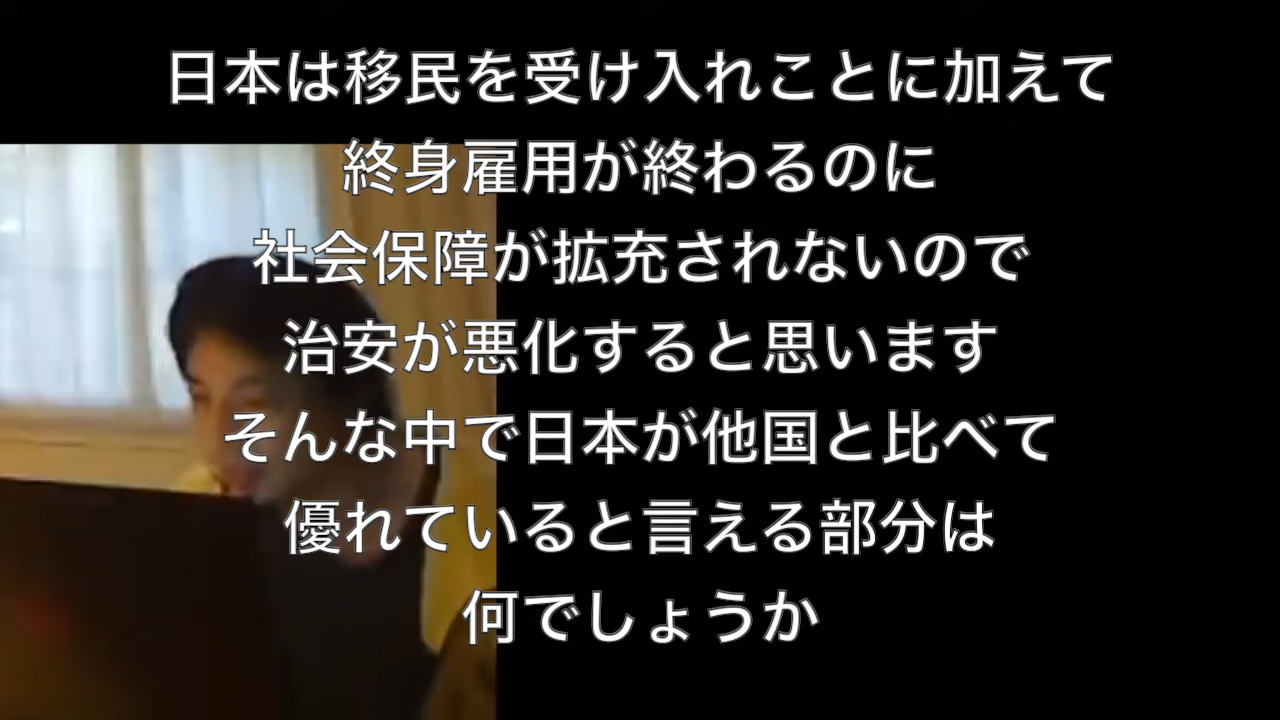 日本は移民を受け入れことに加えて
終身雇用が終わるのに
社会保障が拡充されないので
治安が悪化すると思います
そんな中で日本が他国と比べて
優れていると言える部分は
何でしょうか